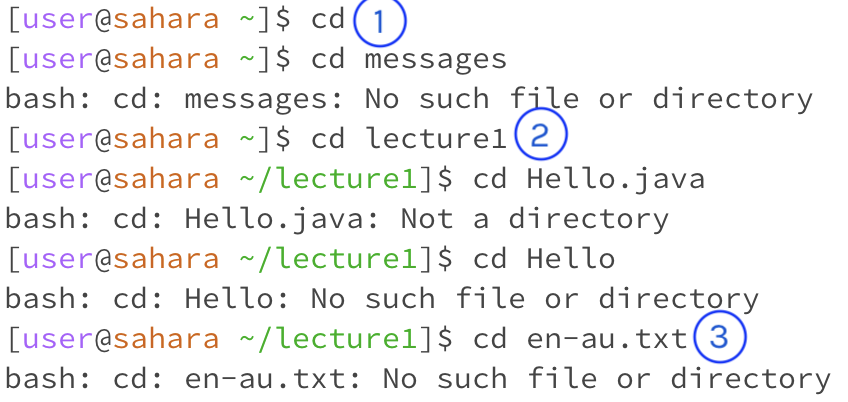 [user@sahara ~]$ cd 1
[user@sahara ~]$ cd messages
bash: cd: messages: No such file or directory
[user@sahara ~]$ cd lecture1 2
[user@sahara ~/lecture1]$ cd Hello.java
bash: cd: Hello.java: Not a directory
[user@sahara ~/lecture1]$ cd Hello
bash: cd: Hello: No such file or directory
[user@sahara ~/lecture1]$ cd en-au.txt 3
bash: cd: en-au.txt: No such file or directory